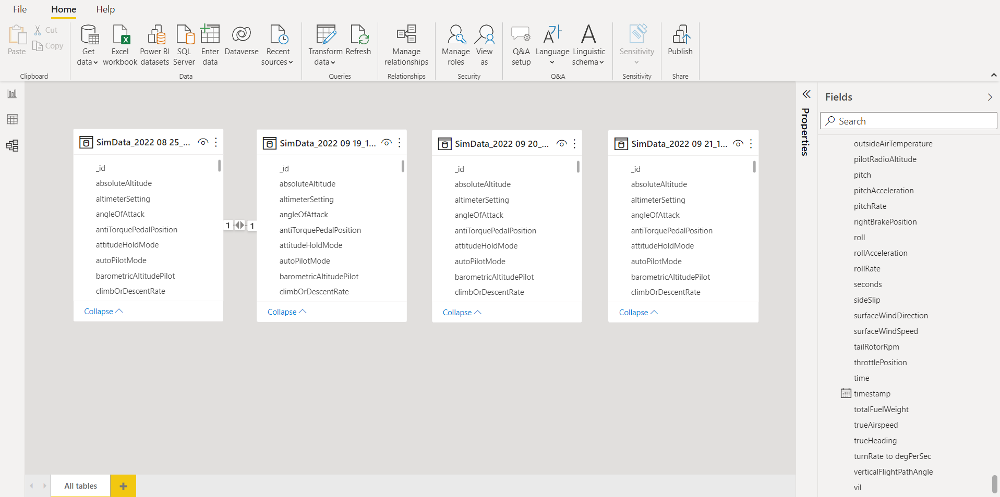 File Home Help
Paste
Cut
Copy
Clipboard
Get data
Excel workbook
Power BI datasets
SQL Server
Enter data
Dataverse
Recent sources
Data
Transform data
Refresh
Queries
Manage relationships
Relationships
Manage roles
View as
Security
Q&A setup
Language
Linguistic schema
Q&A
Sensitivity
Sensitivity
Publish
Share
SimData_2022 08 25_...
_id
absoluteAltitude
altimeterSetting
angleOfAttack
antiTorquePedalPosition
attitudeHoldMode
autoPilotMode
barometricAltitudePilot
climbOrDescentRate
Collapse
1 1
SimData_2022 09 19_1...
_id
absoluteAltitude
altimeterSetting
angleOfAttack
antiTorquePedalPosition
attitudeHoldMode
autoPilotMode
barometricAltitudePilot
climbOrDescentRate
Collapse
SimData_2022 09 20_...
_id
absoluteAltitude
altimeterSetting
angleOfAttack
antiTorquePedalPosition
attitudeHoldMode
autoPilotMode
barometricAltitudePilot
climbOrDescentRate
Collapse
SimData_2022 09 21_1...
_id
absoluteAltitude
altimeterSetting
angleOfAttack
antiTorquePedalPosition
attitudeHoldMode
autoPilotMode
barometricAltitudePilot
climbOrDescentRate
Collapse
All tables
Properties
Fields
Search
outsideAirTemperature
pilotRadioAltitude
pitch
pitchAcceleration
pitchRate
rightBrakePosition
roll
rollAcceleration
rollRate
seconds
sideSlip
surfaceWindDirection
surfaceWindSpeed
tailRotorRpm
throttlePosition
time
timestamp
totalFuelWeight
trueAirspeed
trueHeading
turnRate to degPerSec
verticalFlightPathAngle
vil